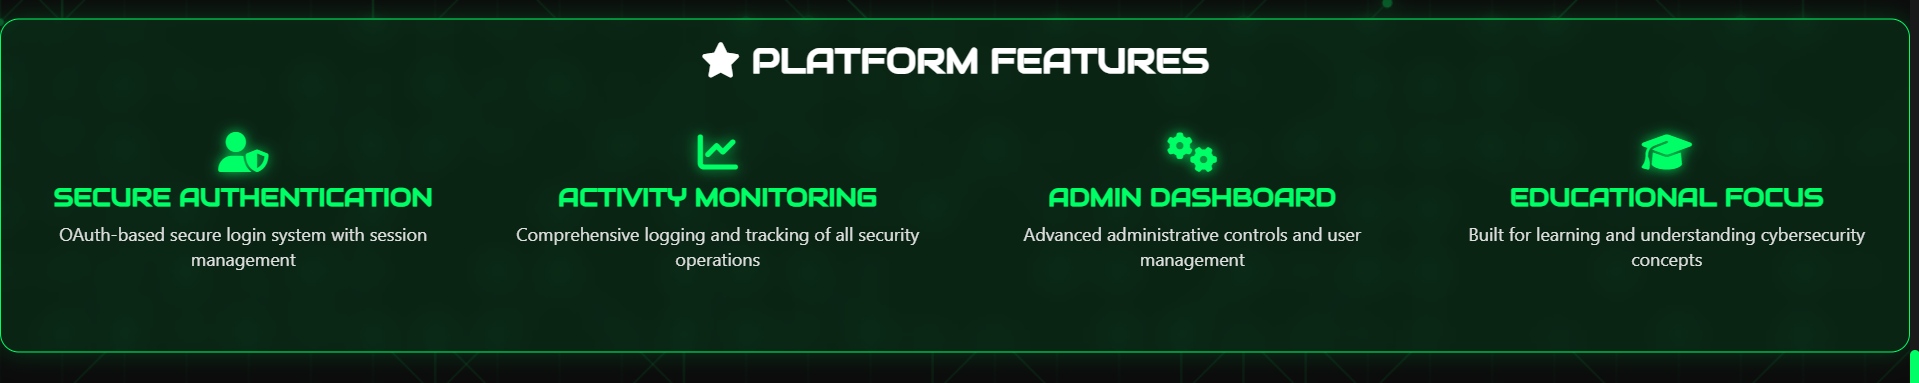 PLATFORM FEATURES
SECURE AUTHENTICATION
OAuth-based secure login system with session
management
ACTIVITY MONITORING
Comprehensive logging and tracking of all security
operations
ADMIN DASHBOARD
Advanced administrative controls and user
management
EDUCATIONAL FOCUS
Built for learning and understanding cybersecurity
concepts